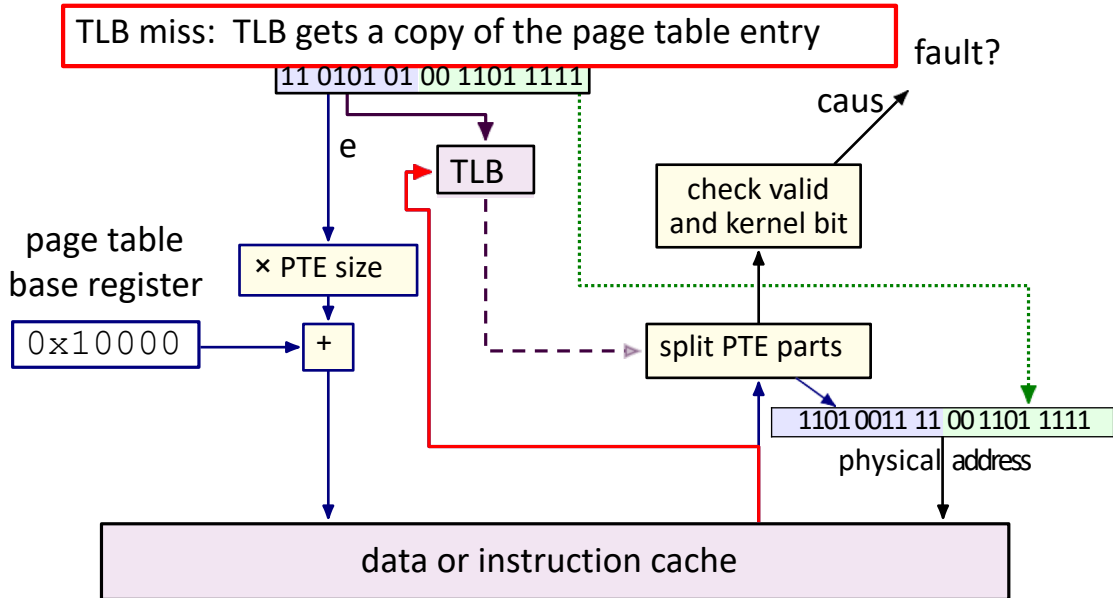 TLB miss: TLB gets a copy of the page table entry
fault?
11 0101 01 00 1101 1111
caus
e
TLB
check valid
and kernel bit
page table
base register
× PTE size
0x10000
+
split PTE parts
1101 0011 11 00 1101 1111
physical address
data or instruction cache